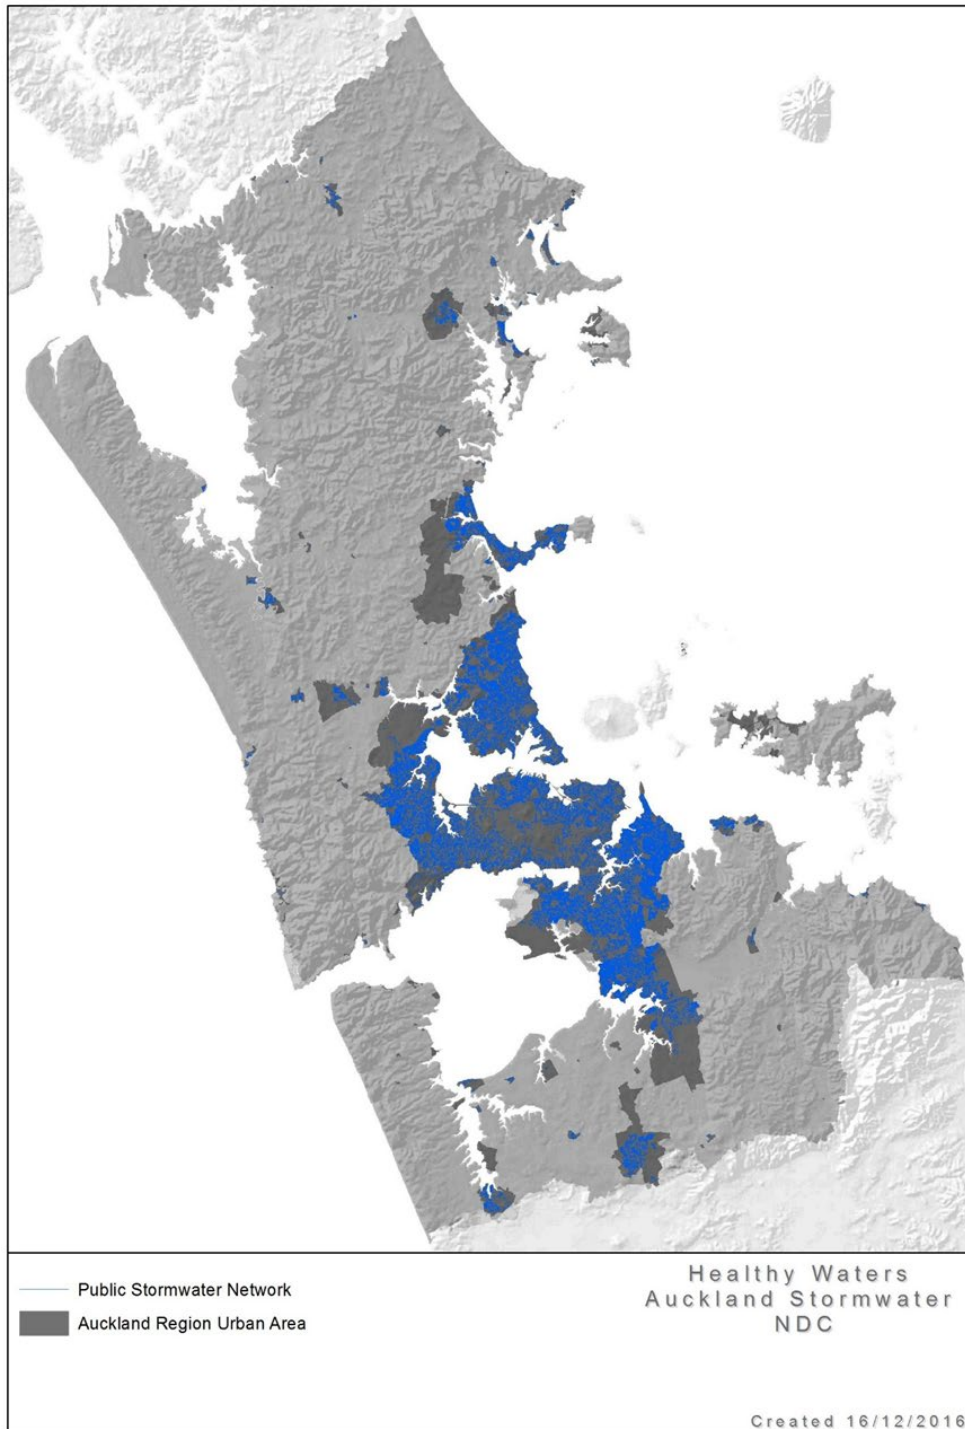 Public Stormwater Network
Auckland Region Urban Area
Healthy Waters
Auckland Stormwater
NDC
Created 16/12/2016